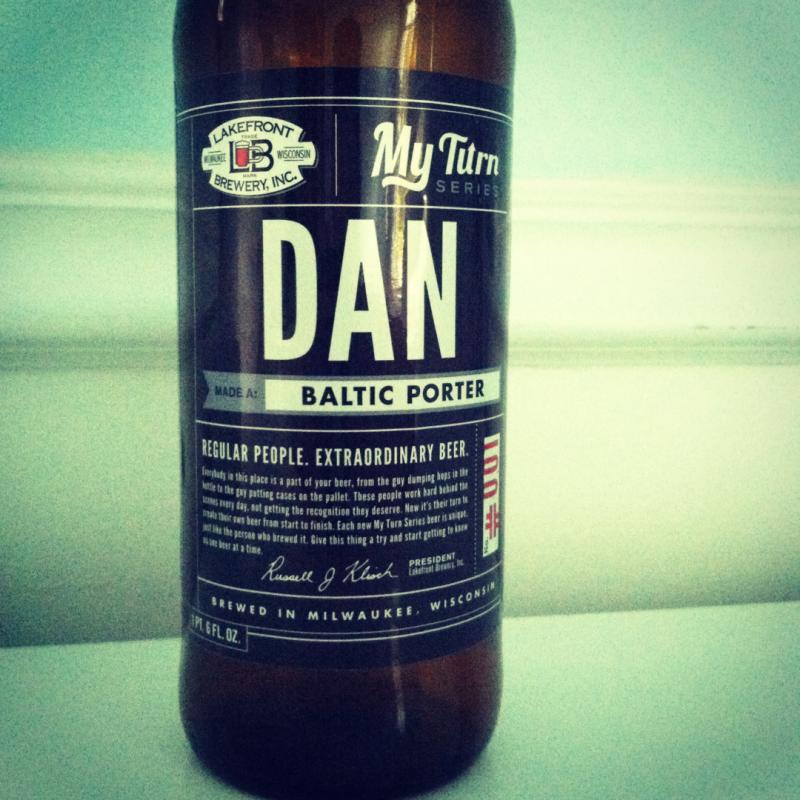 LAKEFRONT
TRADE
MILWAUKEE LB WISCONSIN
MARK
BREWERY, INC.
My Turn
SERIES
DAN
MADE A: BALTIC PORTER
REGULAR PEOPLE. EXTRAORDINARY BEER.
Everybody in this place is a part of your beer, from the guy dumping hops in the
kettle to the guy putting cases on the pallet. These people work hard behind the
scenes every day, not getting the recognition they deserve. Now it's their turn to
create their own beer from start to finish. Each new My Turn Series beer is unique,
just like the person who brewed it. Give this thing a try and start getting to know
us one beer at a time.
No. #001
Russell J Klisch
PRESIDENT
Lakefront Brewery, Inc.
BREWED IN MILWAUKEE, WISCONSIN
1 PT. 6 FL. OZ.